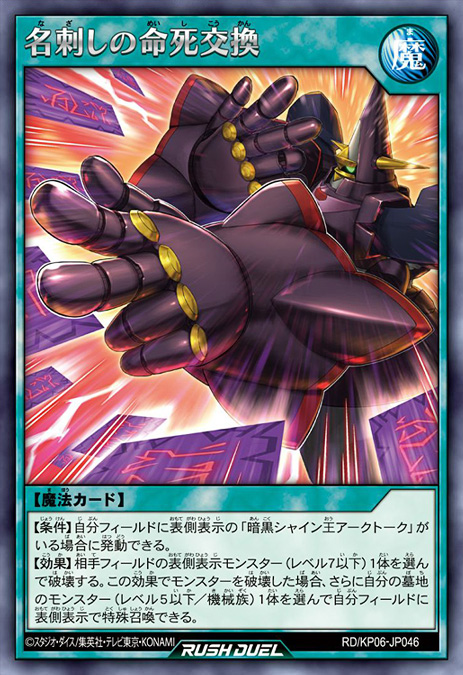 名刺しの命死交換
魔
【魔法カード】
【条件】自分フィールドに表側表示の「暗黒シャイン王アークトーク」が
いる場合に発動できる。
【効果】相手フィールドの表側表示モンスター(レベル7以下)1体を選ん
で破壊する。この効果でモンスターを破壊した場合、さらに自分の墓地
のモンスター(レベル5以下/機械族)1体を選んで自分フィールドに
表側表示で特殊召喚できる。
©スタジオ・ダイス/集英社・テレビ東京・KONAMI
RUSH DUEL
RD/KP06-JP046